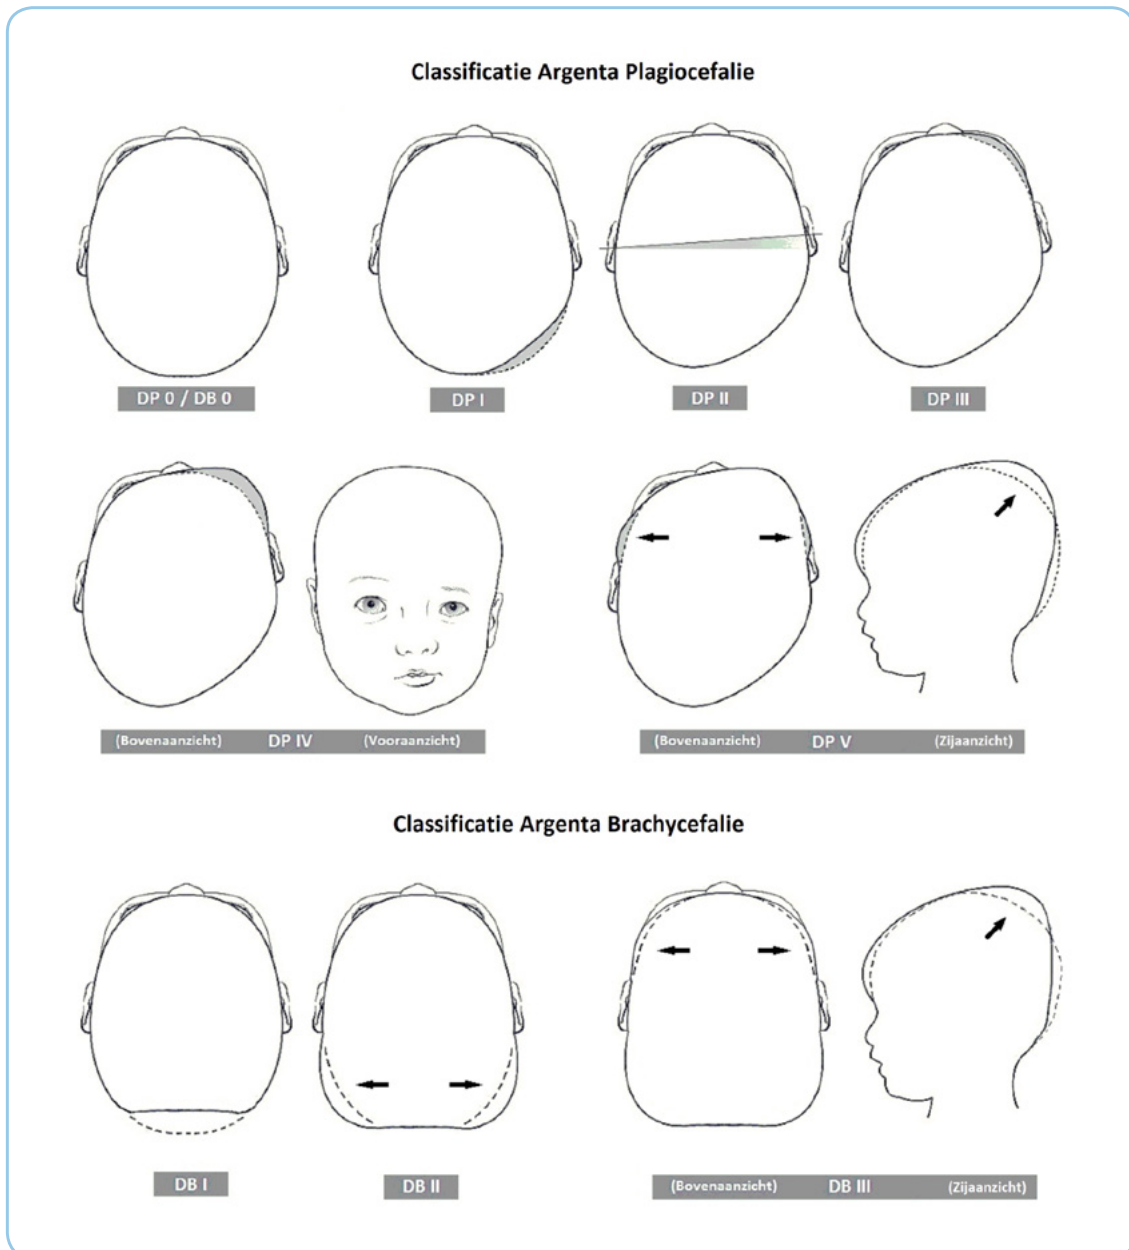 Classificatie Argenta Plagiocefalie
DP 0 / DB 0
DP I
DP II
DP III
(Bovenaanzicht) DP IV (Vooraanzicht)
(Bovenaanzicht) DP V (Zijaanzicht)
Classificatie Argenta Brachycefalie
DB I
DB II
(Bovenaanzicht) DB III (Zijaanzicht)